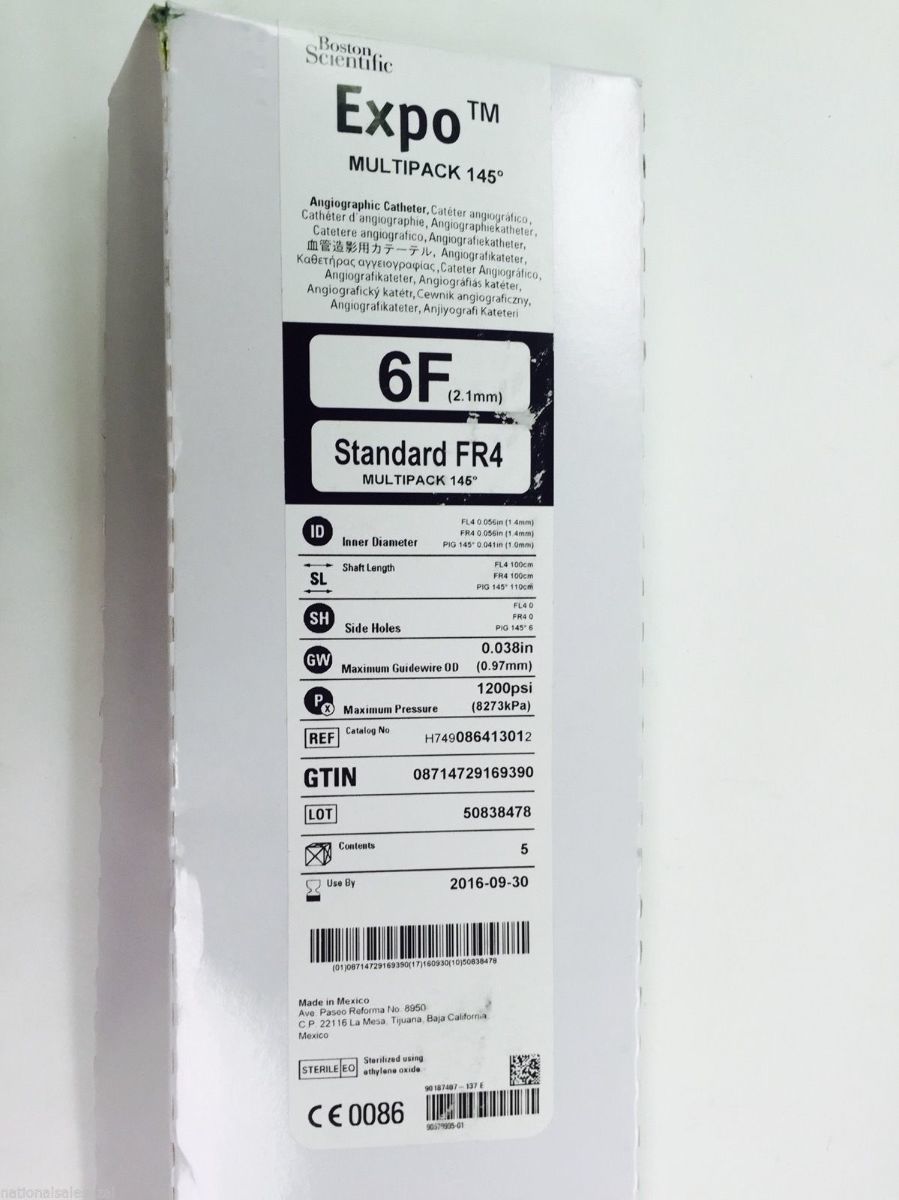 Boston
Scientific
Expo™
MULTIPACK 145°
Angiographic Catheter, Catéter angiográfico,
Cathéter d'angiographie, Angiographiekatheter,
Catetere angiografico, Angiografiekatheter,
血管造影用カテーテル, Angiografikateter,
Καθετήρας αγγειογραφίας, Cateter Angiográfico,
Angiografikateter, Angiográfiás katéter,
Angiografický katétr, Cewnik angiograficzny,
Angiografikateter, Anjiyografi Kateteri
6F (2.1mm)
Standard FR4
MULTIPACK 145°
ID Inner Diameter
FL4 0.056in (1.4mm)
FR4 0.056in (1.4mm)
PIG 145° 0.041in (1.0mm)
SL Shaft Length
FL4 100cm
FR4 100cm
PIG 145° 110cm
SH Side Holes
FL4 0
FR4 0
PIG 145° 6
GW Maximum Guidewire OD
0.038in
(0.97mm)
Px Maximum Pressure
1200psi
(8273kPa)
REF Catalog No H749086413012
GTIN 08714729169390
LOT 50838478
Contents 5
Use By 2016-09-30
(01)08714729169390(17)160930(10)50838478
Made in Mexico
Ave. Paseo Reforma No. 8950
C.P. 22116 La Mesa, Tijuana, Baja California,
Mexico
STERILE EO Sterilized using
ethylene oxide.
90187487-137 E
CE 0086
90579995-01